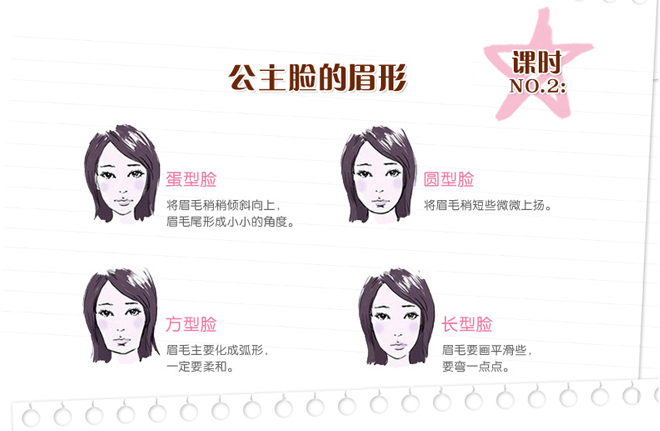 公主脸的眉形
课时
NO.2:
蛋型脸
将眉毛稍稍倾斜向上，
眉毛尾形成小小的角度。
圆型脸
将眉毛稍短些微微上扬。
方型脸
眉毛主要化成弧形，
一定要柔和。
长型脸
眉毛要画平滑些，
要弯一点点。